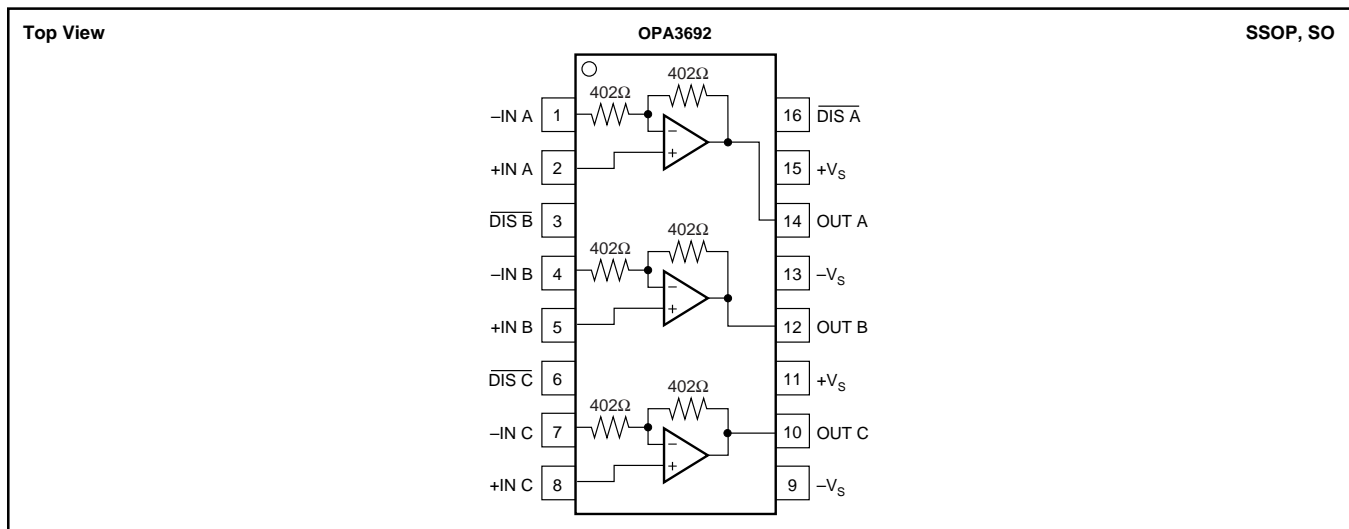 Top View
OPA3692
SSOP, SO
402Ω
402Ω
–IN A 1
16 DIS A
+IN A 2
15 +VS
DIS B 3
14 OUT A
402Ω
402Ω
–IN B 4
13 –VS
+IN B 5
12 OUT B
DIS C 6
11 +VS
402Ω
402Ω
–IN C 7
10 OUT C
+IN C 8
9 –VS
–
+
–
+
–
+